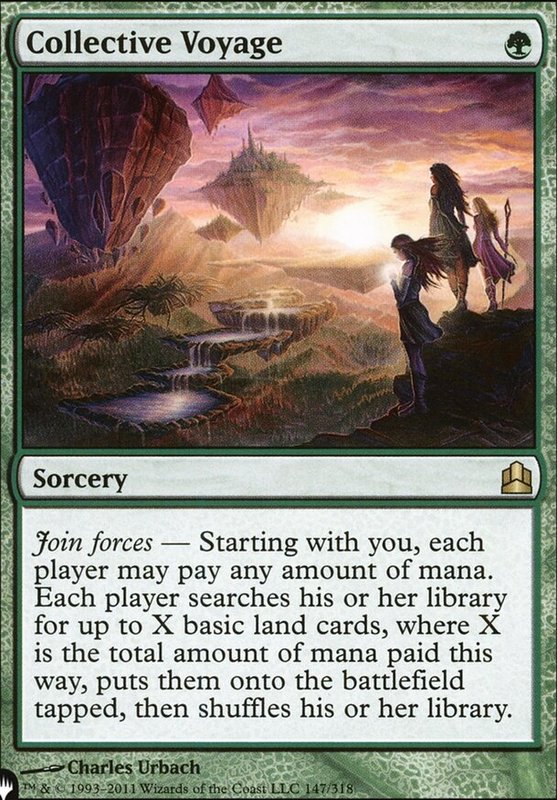 Collective Voyage
Sorcery
Join forces — Starting with you, each
player may pay any amount of mana.
Each player searches his or her library
for up to X basic land cards, where X
is the total amount of mana paid this
way, puts them onto the battlefield
tapped, then shuffles his or her library.
Charles Urbach
™ & © 1993–2011 Wizards of the Coast LLC 147/318